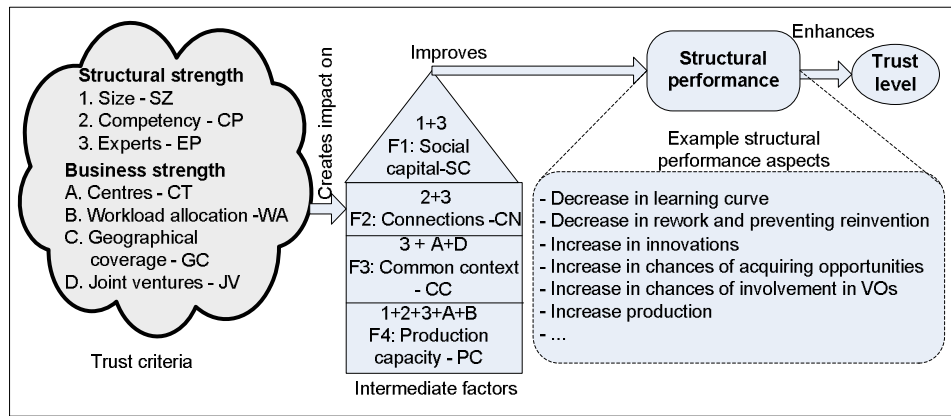 Structural strength
1. Size - SZ
2. Competency - CP
3. Experts - EP
Business strength
A. Centres - CT
B. Workload allocation -WA
C. Geographical
coverage - GC
D. Joint ventures - JV
Trust criteria
Creates impact on
Improves
1+3
F1: Social
capital-SC
2+3
F2: Connections -CN
3 + A+D
F3: Common context
- CC
1+2+3+A+B
F4: Production
capacity - PC
Intermediate factors
Structural
performance
Enhances
Trust
level
Example structural
performance aspects
- Decrease in learning curve
- Decrease in rework and preventing reinvention
- Increase in innovations
- Increase in chances of acquiring opportunities
- Increase in chances of involvement in VOs
- Increase production
- ...